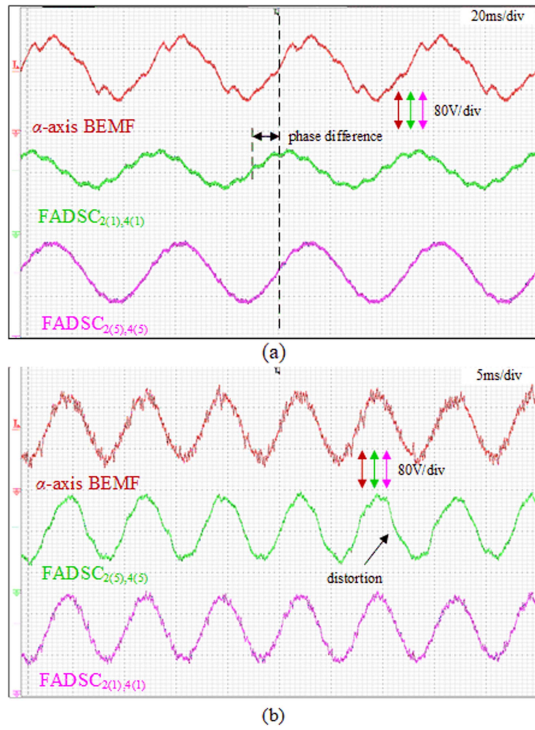 20ms/div
80V/div
α-axis BEMF
phase difference
FADSC2(1),4(1)
FADSC2(5),4(5)
(a)
5ms/div
80V/div
α-axis BEMF
FADSC2(5),4(5)
distortion
FADSC2(1),4(1)
(b)